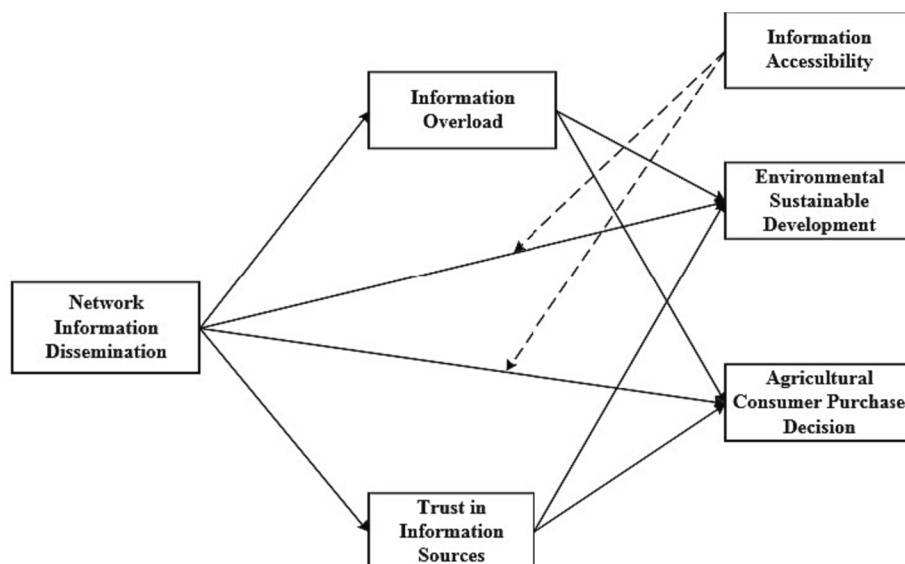 Information
Accessibility
Information
Overload
Environmental
Sustainable
Development
Network
Information
Dissemination
Agricultural
Consumer Purchase
Decision
Trust in
Information
Sources